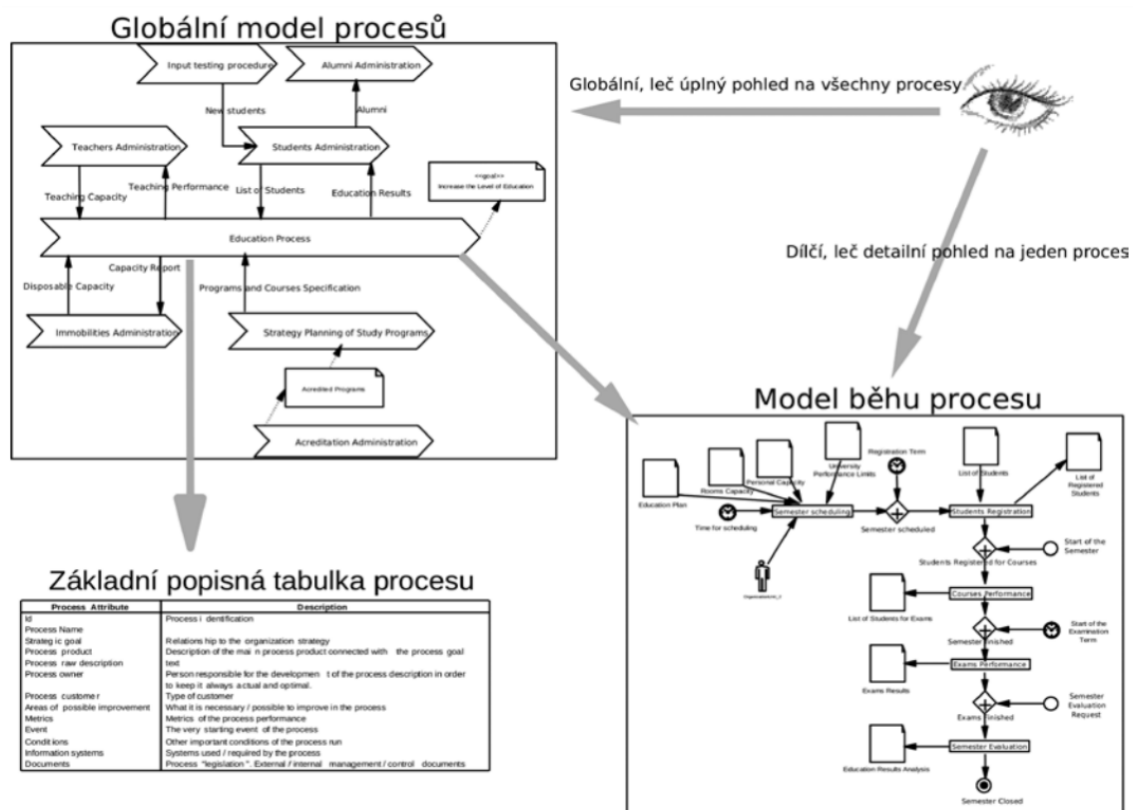 Globální model procesů
Input testing procedure
Alumni Administration
New students
Alumni
Teachers Administration
Students Administration
Teaching Performance
Teaching Capacity
List of Students
Education Results
<<goal>>
Increase the Level of Education
Education Process
Capacity Report
Disposable Capacity
Programs and Courses Specification
Immobilities Administration
Strategy Planning of Study Programs
Acredited Programs
Acreditation Administration
Globální, leč úplný pohled na všechny procesy
Dílčí, leč detailní pohled na jeden proces
Model běhu procesu
University
Performance Limits
Registration Term
Personal Capacity
Rooms Capacity
Education Plan
List of Students
List of
Registered
Students
Time for scheduling
Semester scheduling
Semester scheduled
Students Registration
Start of the
Semester
Students Registered for Courses
Courses Performance
List of Students for Exams
Start of the
Examination
Term
Semester finished
Exams Performance
Exams Results
Semester
Evaluation
Request
Exams Finished
Semester Evaluation
Education Results Analysis
Semester Closed
Základní popisná tabulka procesu
Process Attribute Description
Id Process i dentification
Process Name
Strateg ic goal Relations hip to the organization strategy
Process product Description of the mai n process product connected with the process goal
Process raw description text
Process owner Person responsible for the developmen t of the process description in order
to keep it always actual and optimal.
Process customer Type of customer
Areas of possible improvement What it is necessary / possible to improve in the process
Metrics Metrics of the process performance
Event The very starting event of the process
Conditions Other important conditions of the process run
Information systems Systems used / required by the process
Documents Process "legislation ". External / internal management / control documents